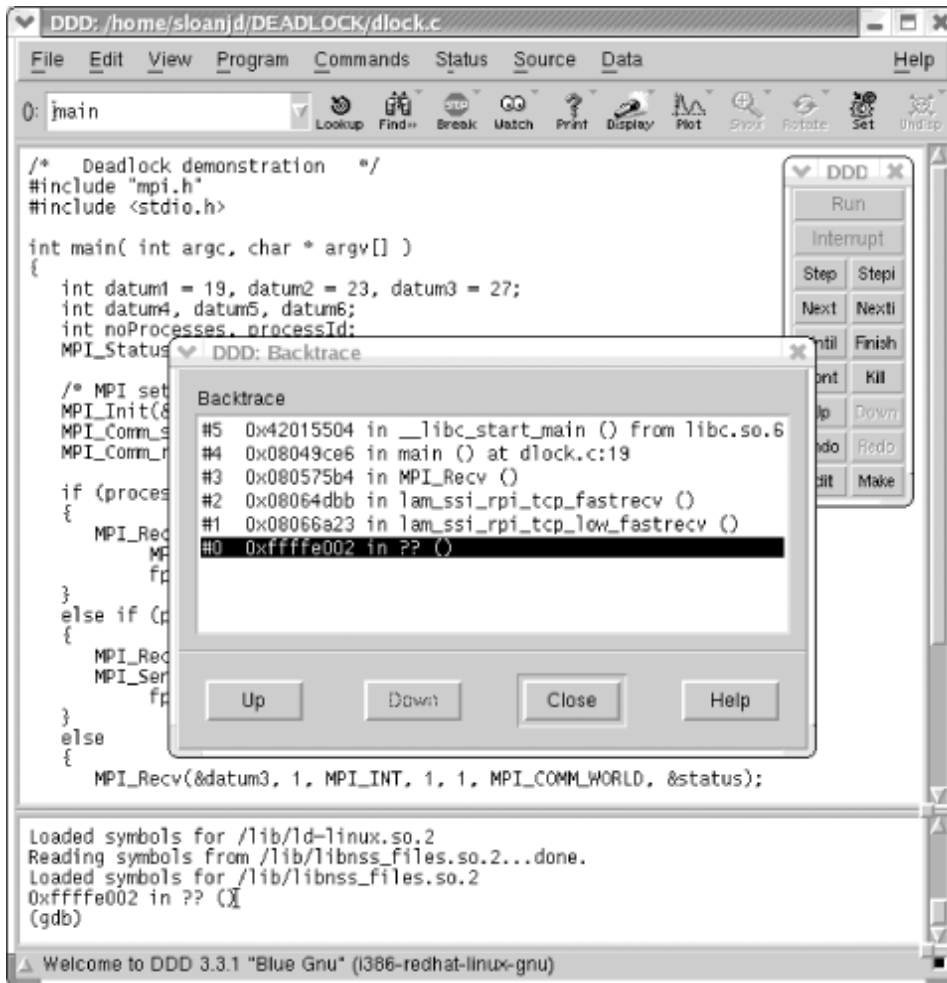 DDD: /home/sloanjd/DEADLOCK/dlock.c
File Edit View Program Commands Status Source Data Help
(): main
Lookup Find» Break Watch Print Display Plot Show Rotate Set Undisp
/* Deadlock demonstration */
#include "mpi.h"
#include <stdio.h>
int main( int argc, char * argv[] )
{
int datum1 = 19, datum2 = 23, datum3 = 27;
int datum4, datum5, datum6;
int noProcesses, processId;
MPI_Status
/* MPI set
MPI_Init(&
MPI_Comm_s
MPI_Comm_r
if (proces
{
MPI_Rec
MP
fp
}
else if (p
{
MPI_Rec
MPI_Ser
fp
}
else
{
MPI_Recv(&datum3, 1, MPI_INT, 1, 1, MPI_COMM_WORLD, &status);
DDD
Run
Interrupt
Step Stepi
Next Nexti
ntil Finish
ont Kill
Up Down
ndo Redo
dit Make
DDD: Backtrace
Backtrace
#5 0x42015504 in __libc_start_main () from libc.so.6
#4 0x08049ce6 in main () at dlock.c:19
#3 0x080575b4 in MPI_Recv ()
#2 0x08064dbb in lam_ssi_rpi_tcp_fastrecv ()
#1 0x08066a23 in lam_ssi_rpi_tcp_low_fastrecv ()
#0 0xffffe002 in ?? ()
Up Down Close Help
Loaded symbols for /lib/ld-linux.so.2
Reading symbols from /lib/libnss_files.so.2...done.
Loaded symbols for /lib/libnss_files.so.2
0xffffe002 in ?? ()
(gdb)
Welcome to DDD 3.3.1 "Blue Gnu" (i386-redhat-linux-gnu)